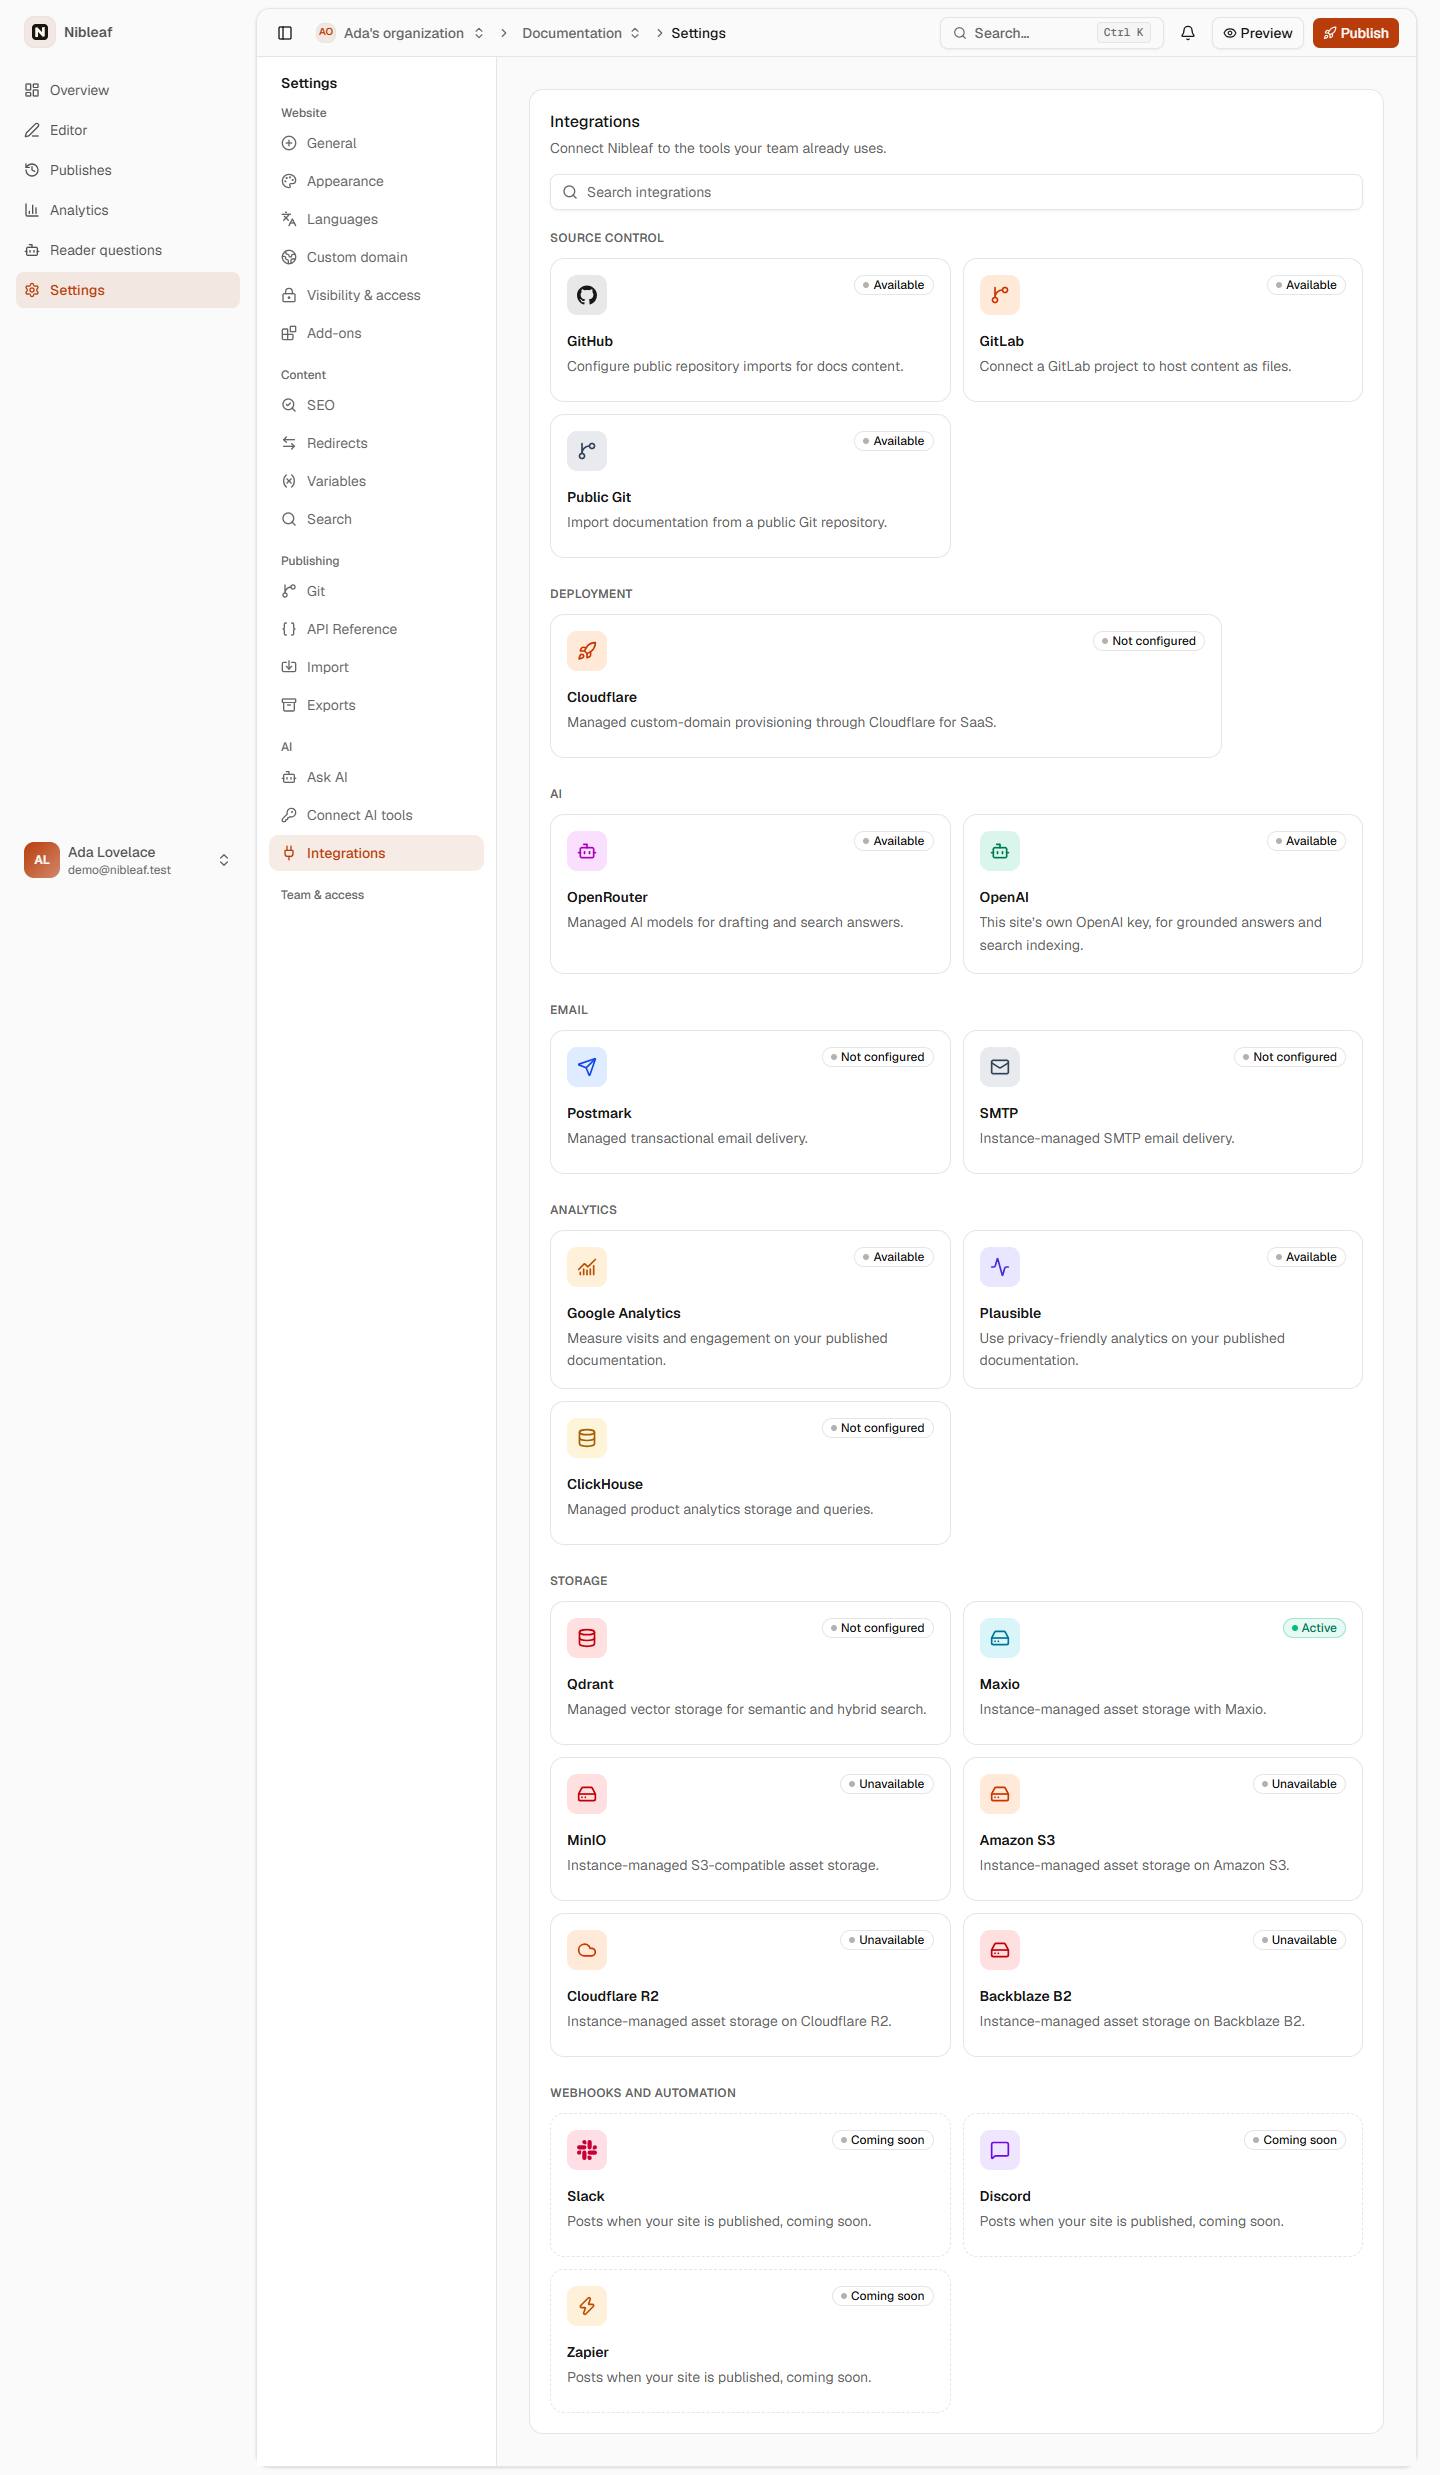 Nibleaf
Overview
Editor
Publishes
Analytics
Reader questions
Settings
AL
Ada Lovelace
demo@nibleaf.test
AO Ada's organization
Documentation
Settings
Search...
Ctrl K
Preview
Publish
Settings
Website
General
Appearance
Languages
Custom domain
Visibility & access
Add-ons
Content
SEO
Redirects
Variables
Search
Publishing
Git
API Reference
Import
Exports
AI
Ask AI
Connect AI tools
Integrations
Team & access
Integrations
Connect Nibleaf to the tools your team already uses.
Search integrations
SOURCE CONTROL
Available
GitHub
Configure public repository imports for docs content.
Available
GitLab
Connect a GitLab project to host content as files.
Available
Public Git
Import documentation from a public Git repository.
DEPLOYMENT
Not configured
Cloudflare
Managed custom-domain provisioning through Cloudflare for SaaS.
AI
Available
OpenRouter
Managed AI models for drafting and search answers.
Available
OpenAI
This site's own OpenAI key, for grounded answers and
search indexing.
EMAIL
Not configured
Postmark
Managed transactional email delivery.
Not configured
SMTP
Instance-managed SMTP email delivery.
ANALYTICS
Available
Google Analytics
Measure visits and engagement on your published
documentation.
Available
Plausible
Use privacy-friendly analytics on your published
documentation.
Not configured
ClickHouse
Managed product analytics storage and queries.
STORAGE
Not configured
Qdrant
Managed vector storage for semantic and hybrid search.
Active
Maxio
Instance-managed asset storage with Maxio.
Unavailable
MinIO
Instance-managed S3-compatible asset storage.
Unavailable
Amazon S3
Instance-managed asset storage on Amazon S3.
Unavailable
Cloudflare R2
Instance-managed asset storage on Cloudflare R2.
Unavailable
Backblaze B2
Instance-managed asset storage on Backblaze B2.
WEBHOOKS AND AUTOMATION
Coming soon
Slack
Posts when your site is published, coming soon.
Coming soon
Discord
Posts when your site is published, coming soon.
Coming soon
Zapier
Posts when your site is published, coming soon.